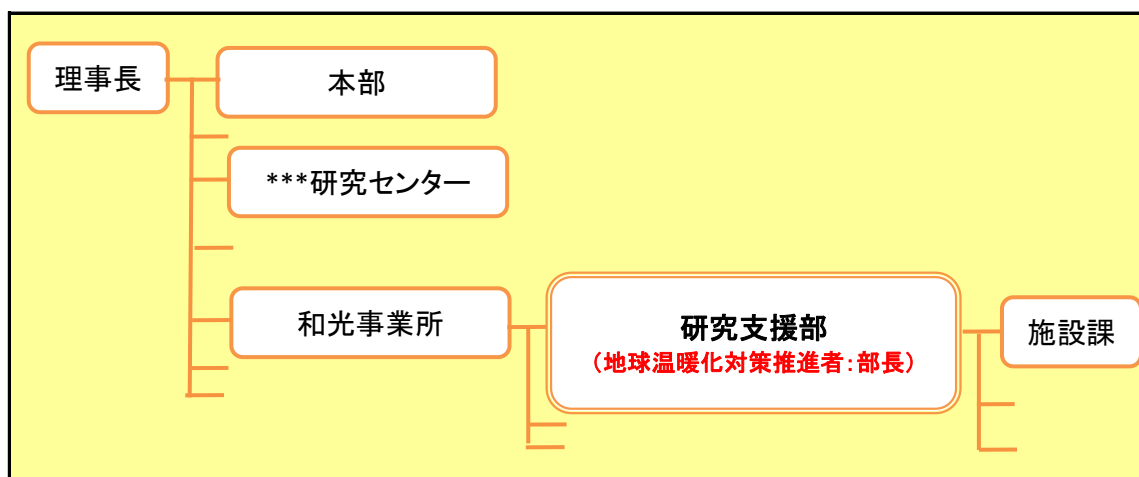 理事長
本部
***研究センター
和光事業所
研究支援部
（地球温暖化対策推進者：部長）
施設課